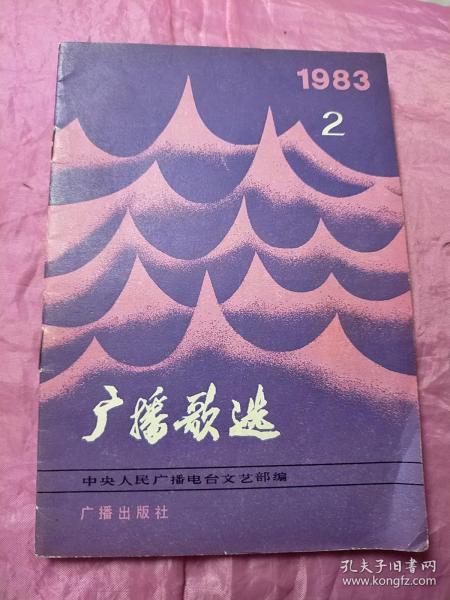 1983
2
广播歌选
中央人民广播电台文艺部编
广播出版社
孔夫子旧书网
www.kongfz.com